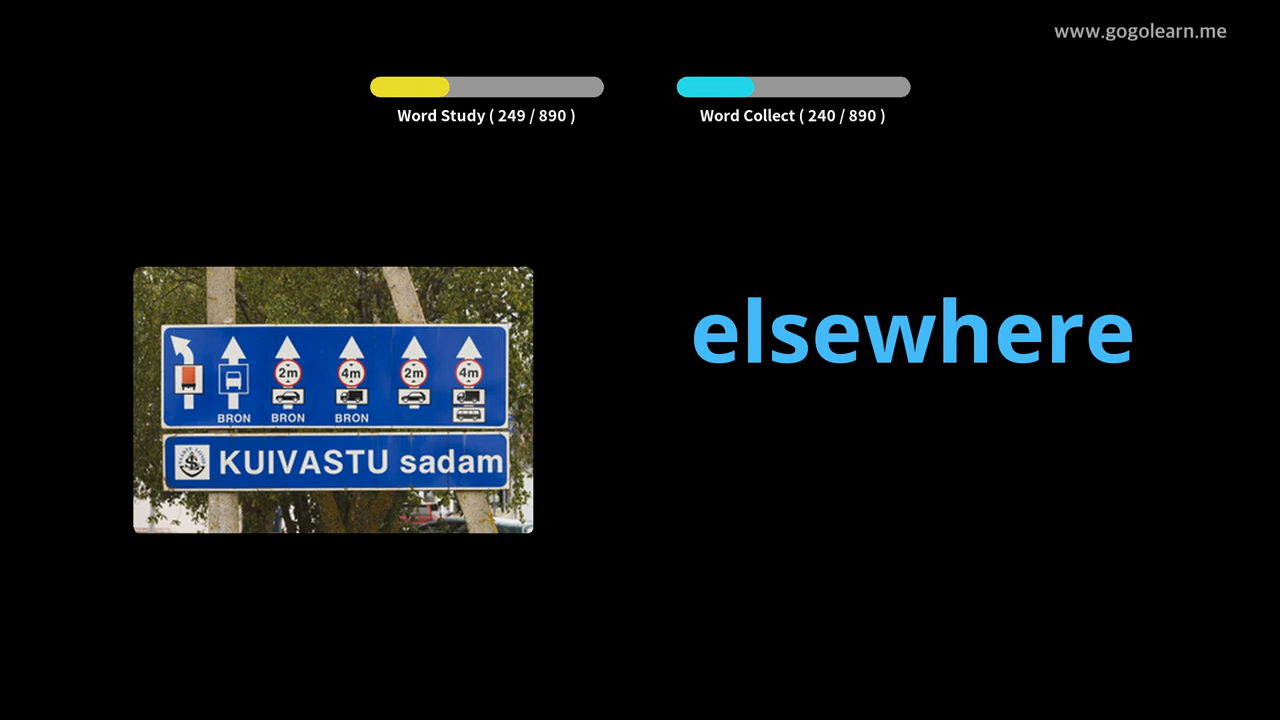 www.gogolearn.me
Word Study ( 249 / 890 )
Word Collect ( 240 / 890 )
elsewhere
2m 4m 2m 4m
BRON BRON BRON
KUIVASTU sadam